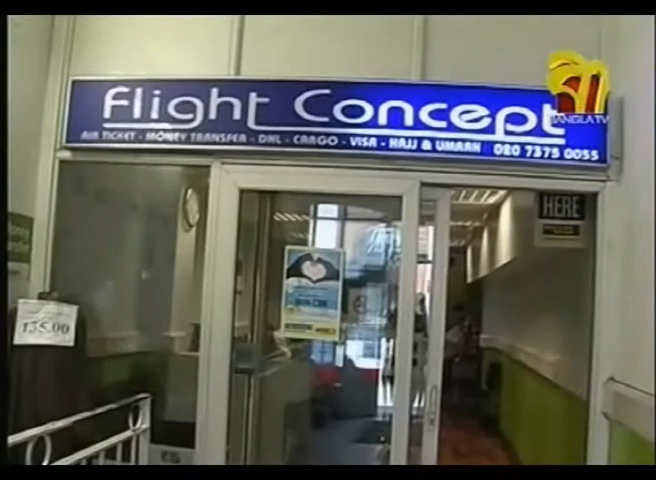 Flight Concept
AIR TICKET - MONEY TRANSFER - DHL - CARGO - VISA - HAJJ & UMRAH
020 7375 0055
BANGLA TV
HERE
135.00